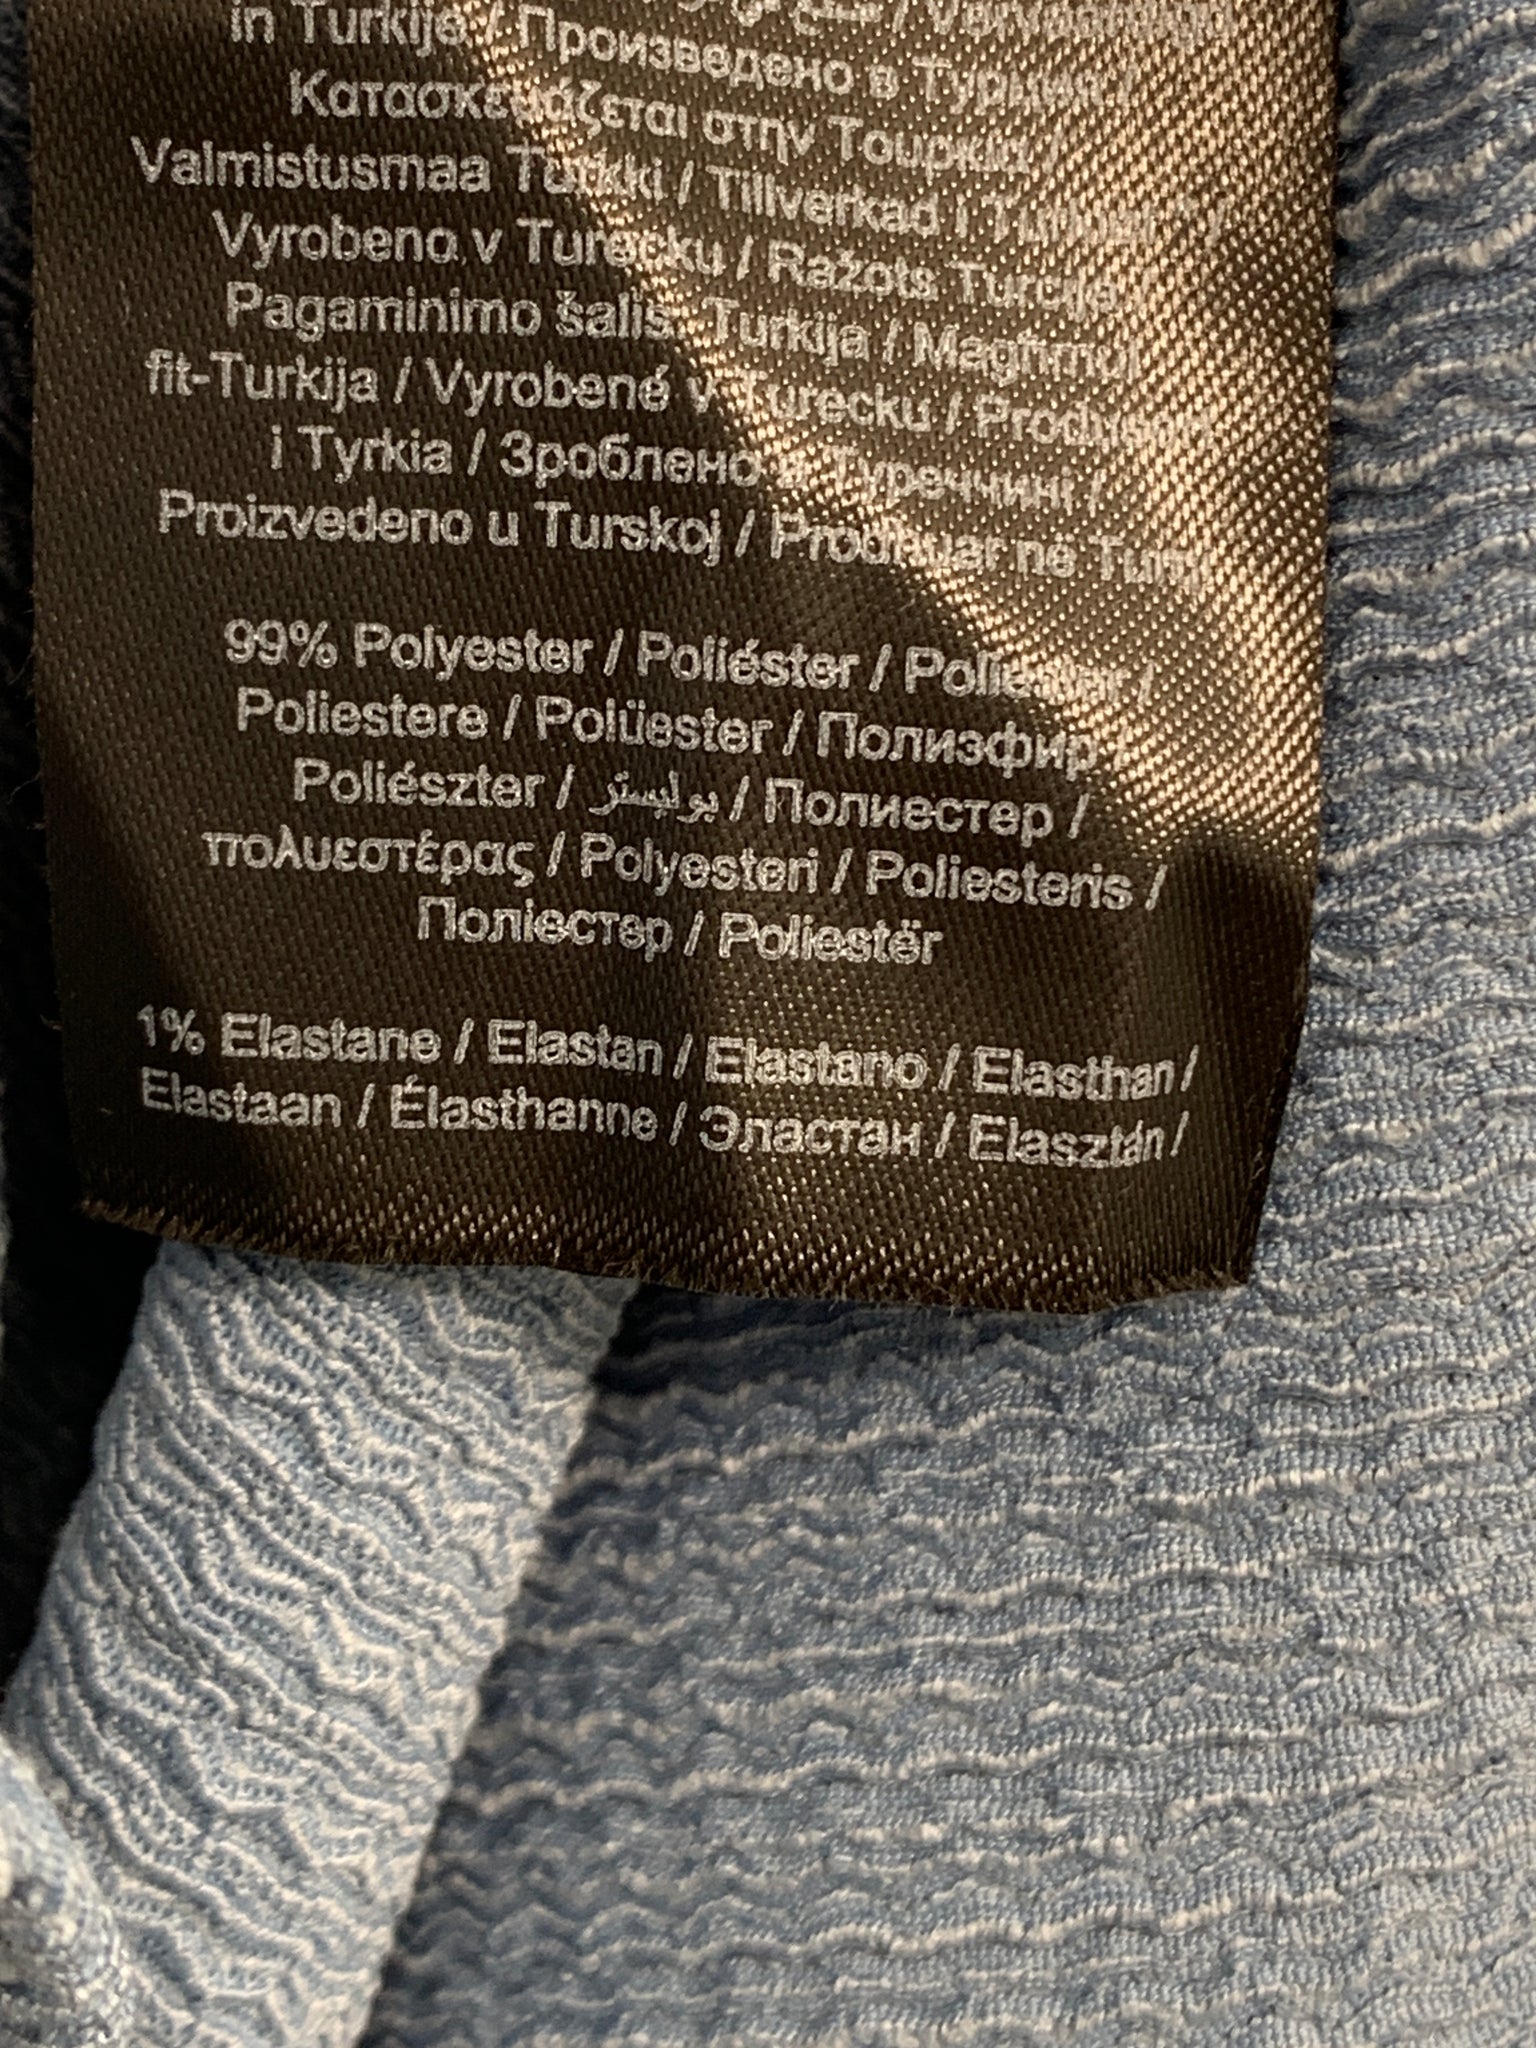 in Turkije / Произведено в Турция /
Κατασκευάζεται στην Τουρκία /
Valmistusmaa Turkki / Tillverkad i Turkiet /
Vyrobeno v Turecku / Ražots Turcijā /
Pagaminimo šalis Turkija / Magħmul
fit-Turkija / Vyrobené v Turecku / Produsert
i Tyrkia / Зроблено в Туреччині /
Proizvedeno u Turskoj / Prodhuar në Turqi
99% Polyester / Poliéster / Poliestar /
Poliestere / Polüester / Полиэфир /
Poliészter / بوليستر / Полиестер /
πολυεστέρας / Polyesteri / Poliesteris /
Поліестер / Poliestër
1% Elastane / Elastan / Elastano / Elasthan /
Elastaan / Élasthanne / Эластан / Elasztán /